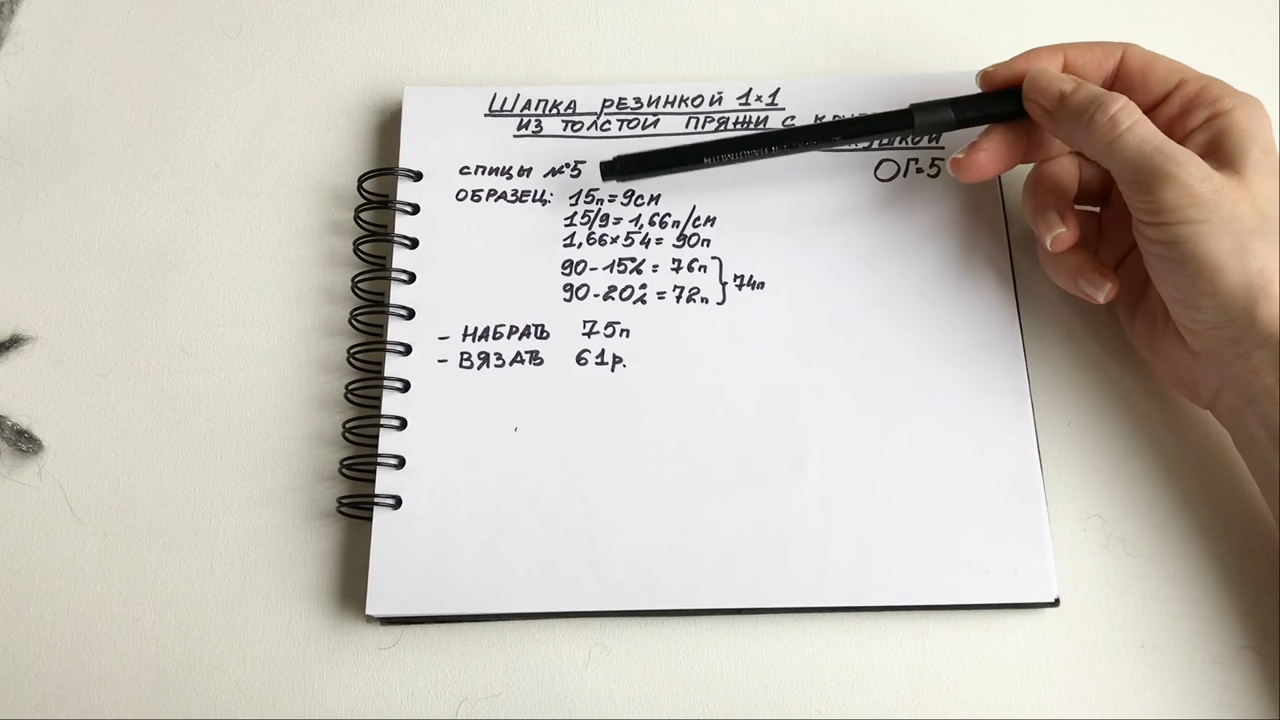 ШАПКА РЕЗИНКОЙ 1×1
ИЗ ТОЛСТОЙ ПРЯЖИ С
ОГ=5
СПИЦЫ №5
ОБРАЗЕЦ: 15п=9см
15/9=1,66п/см
1,66×54=90п
90-15%=76п
90-20%=72п
74п
- НАБРАТЬ 75п
- ВЯЗАТЬ 61р.